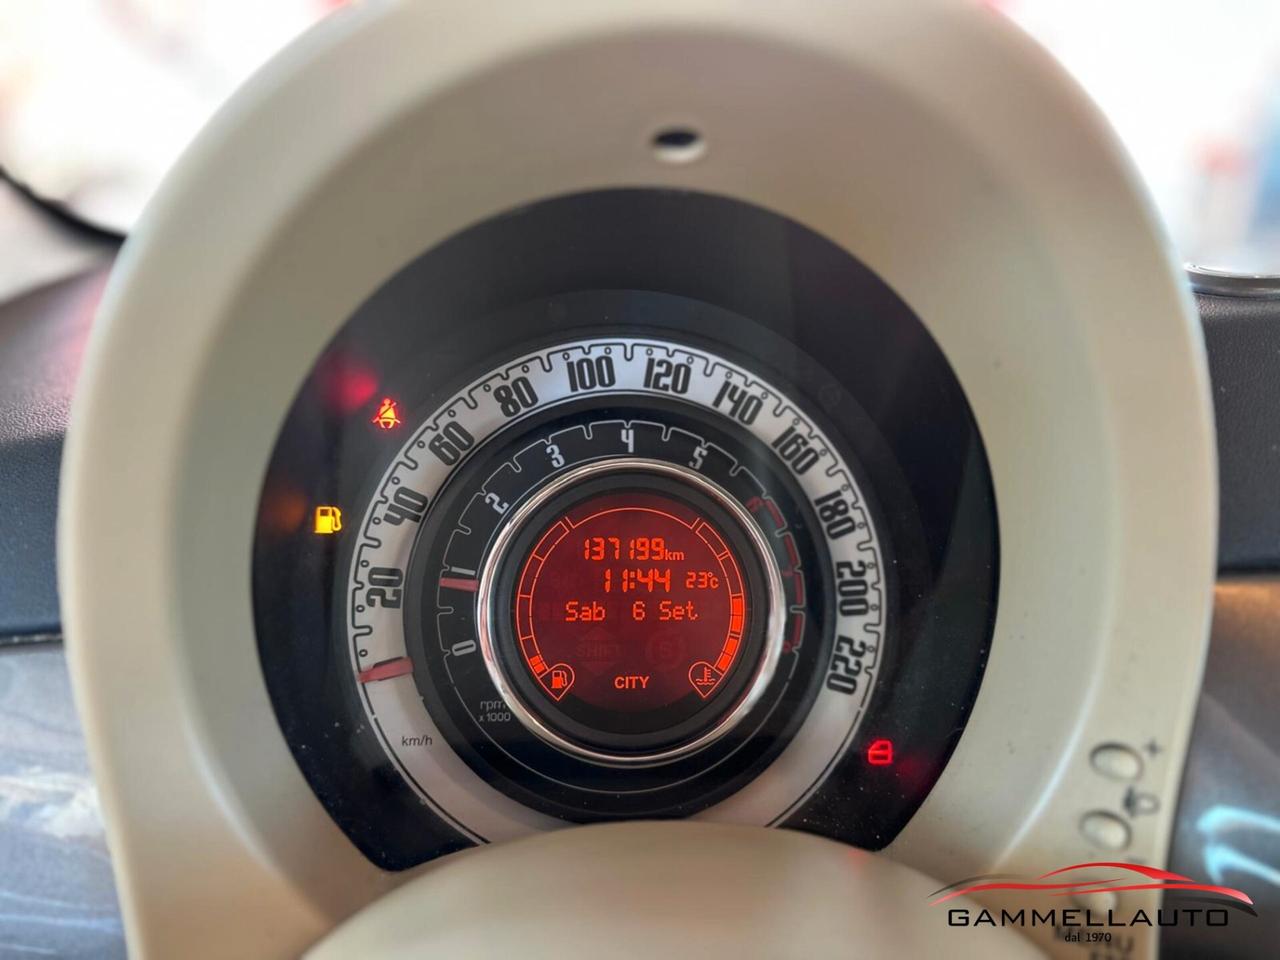 20 40 60 80 100 120 140 160 180 200 220
0 1 2 3 4 5
137199km
11:44 23°C
Sab 6 Set
SHIFT S
CITY
rpm
x 1000
km/h
GAMMELLAUTO
dal 1970